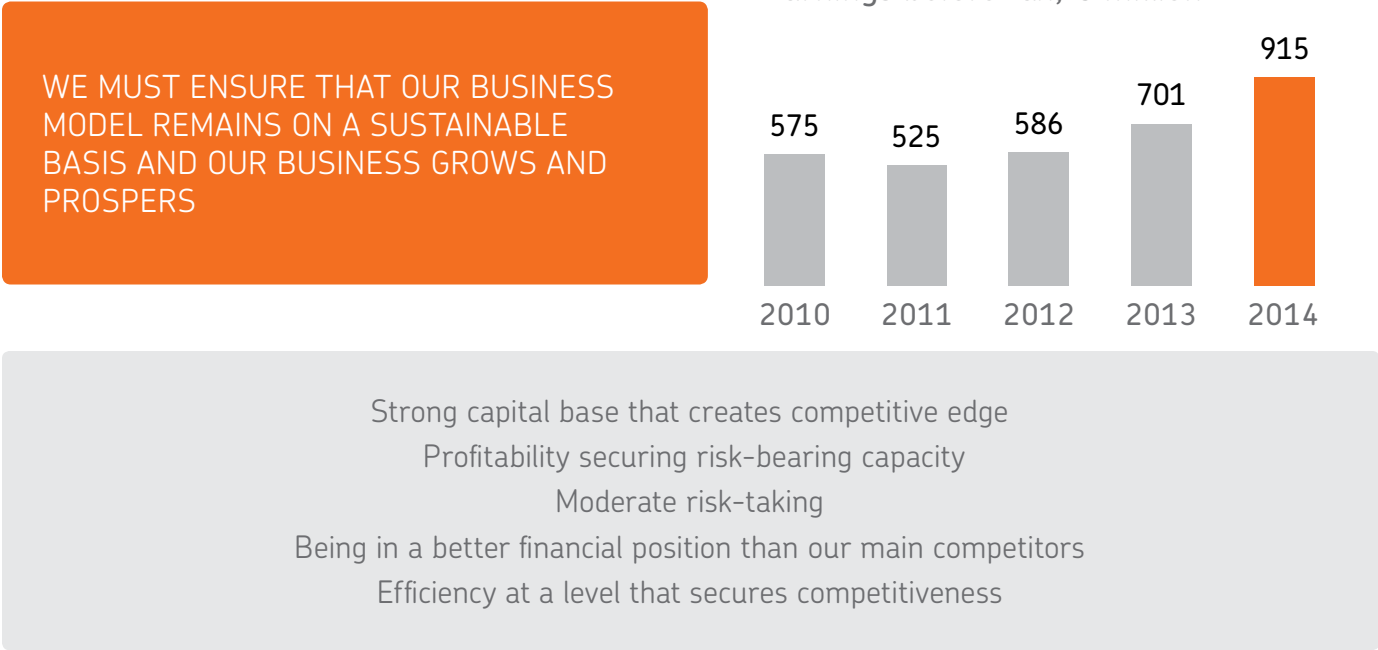 WE MUST ENSURE THAT OUR BUSINESS
MODEL REMAINS ON A SUSTAINABLE
BASIS AND OUR BUSINESS GROWS AND
PROSPERS
915
701
586
575
525
2010 2011 2012 2013 2014
Strong capital base that creates competitive edge
Profitability securing risk-bearing capacity
Moderate risk-taking
Being in a better financial position than our main competitors
Efficiency at a level that secures competitiveness